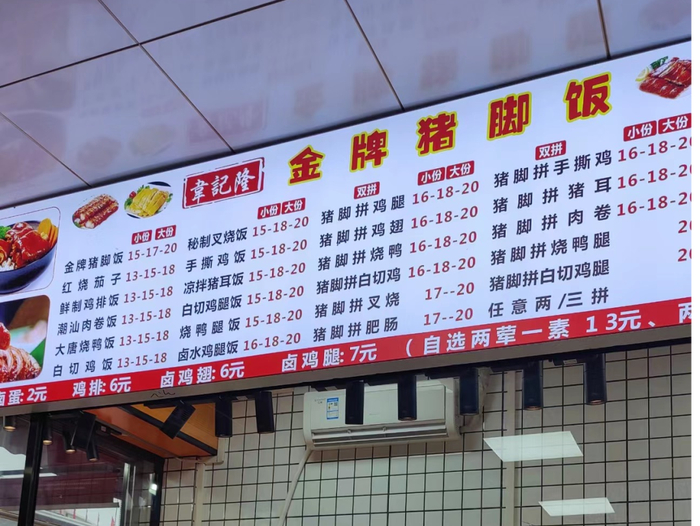 韋記隆 金牌猪脚饭
小份 大份
金牌猪脚饭 15-17-20
红烧茄子 13-15-18
鲜制鸡排饭 13-15-18
潮汕肉卷饭 13-15-18
大唐烧鸭饭 13-15-18
白切鸡饭 13-15-18
小份 大份
秘制叉烧饭 15-18-20
手撕鸡饭 15-18-20
凉拌猪耳饭 15-18-20
白切鸡腿饭 15-18-20
烧鸭腿饭 15-18-20
卤水鸡腿饭 16-18-20
双拼 小份 大份
猪脚拼鸡腿 16-18-20
猪脚拼鸡翅 16-18-20
猪脚拼烧鸭 16-18-20
猪脚拼白切鸡 16-18-20
猪脚拼叉烧 17--20
猪脚拼肥肠 17--20
双拼 小份 大份
猪脚拼手撕鸡 16-18-20
猪脚拼猪耳 16-18-20
猪脚拼肉卷 16-18-20
猪脚拼烧鸭腿
猪脚拼白切鸡腿
任意两/三拼
卤蛋:2元 鸡排:6元 卤鸡翅:6元 卤鸡腿:7元 (自选两荤一素 13元、两